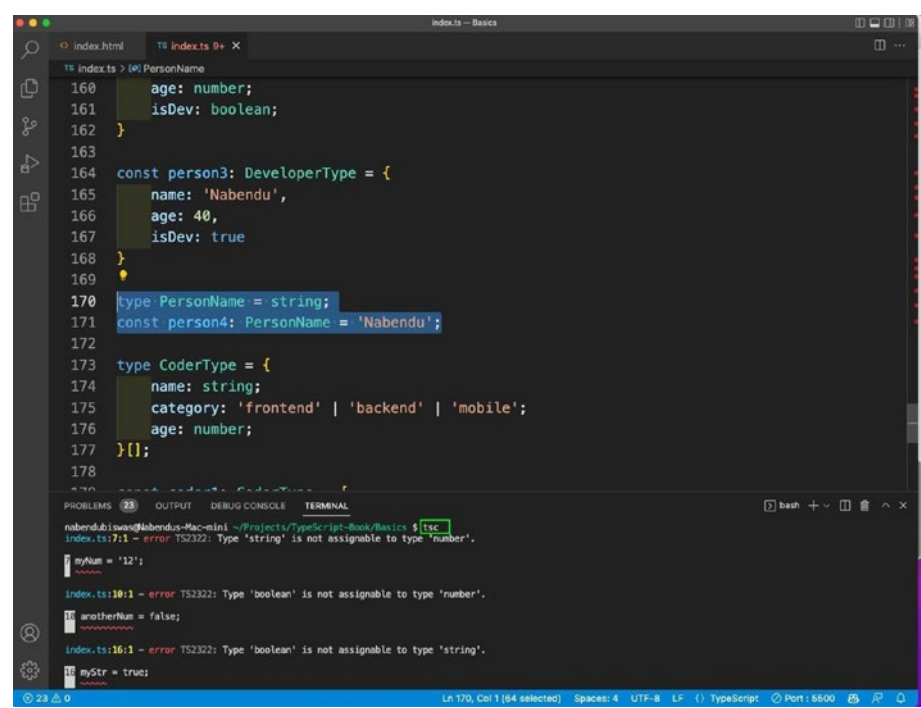 index.ts — Basics
index.html TS index.ts 9+ ×
TS index.ts > PersonName
160 age: number;
161 isDev: boolean;
162 }
163
164 const person3: DeveloperType = {
165 name: 'Nabendu',
166 age: 40,
167 isDev: true
168 }
169
170 type PersonName = string;
171 const person4: PersonName = 'Nabendu';
172
173 type CoderType = {
174 name: string;
175 category: 'frontend' | 'backend' | 'mobile';
176 age: number;
177 }[];
178
PROBLEMS 23 OUTPUT DEBUG CONSOLE TERMINAL bash
nabendubiswas@Nabendus-Mac-mini ~/Projects/TypeScript-Book/Basics $ tsc
index.ts:7:1 - error TS2322: Type 'string' is not assignable to type 'number'.
7 myNum = '12';
index.ts:10:1 - error TS2322: Type 'boolean' is not assignable to type 'number'.
10 anotherNum = false;
index.ts:16:1 - error TS2322: Type 'boolean' is not assignable to type 'string'.
16 myStr = true;
23 0 Ln 170, Col 1 (64 selected) Spaces: 4 UTF-8 LF {} TypeScript Port : 5500